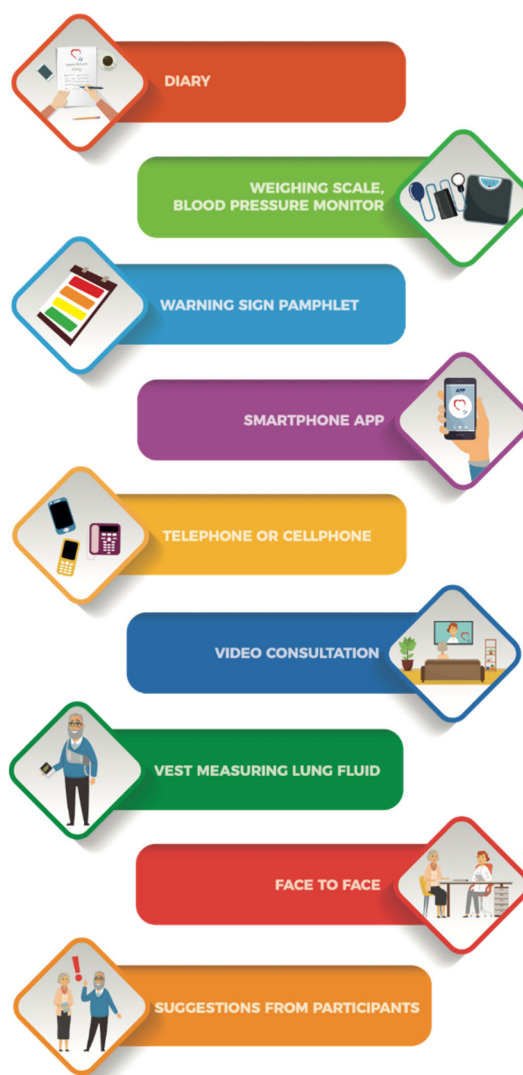 DIARY
WEIGHING SCALE,
BLOOD PRESSURE MONITOR
WARNING SIGN PAMPHLET
SMARTPHONE APP
APP
TELEPHONE OR CELLPHONE
VIDEO CONSULTATION
VEST MEASURING LUNG FLUID
FACE TO FACE
!
SUGGESTIONS FROM PARTICIPANTS